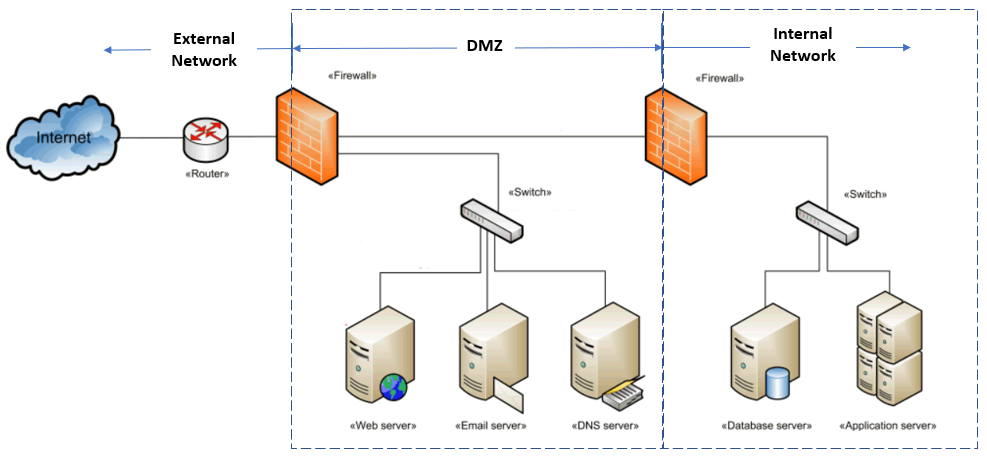 External
Network
DMZ
Internal
Network
«Firewall»
«Firewall»
Internet
«Router»
«Switch»
«Switch»
«Web server»
«Email server»
«DNS server»
«Database server»
«Application server»